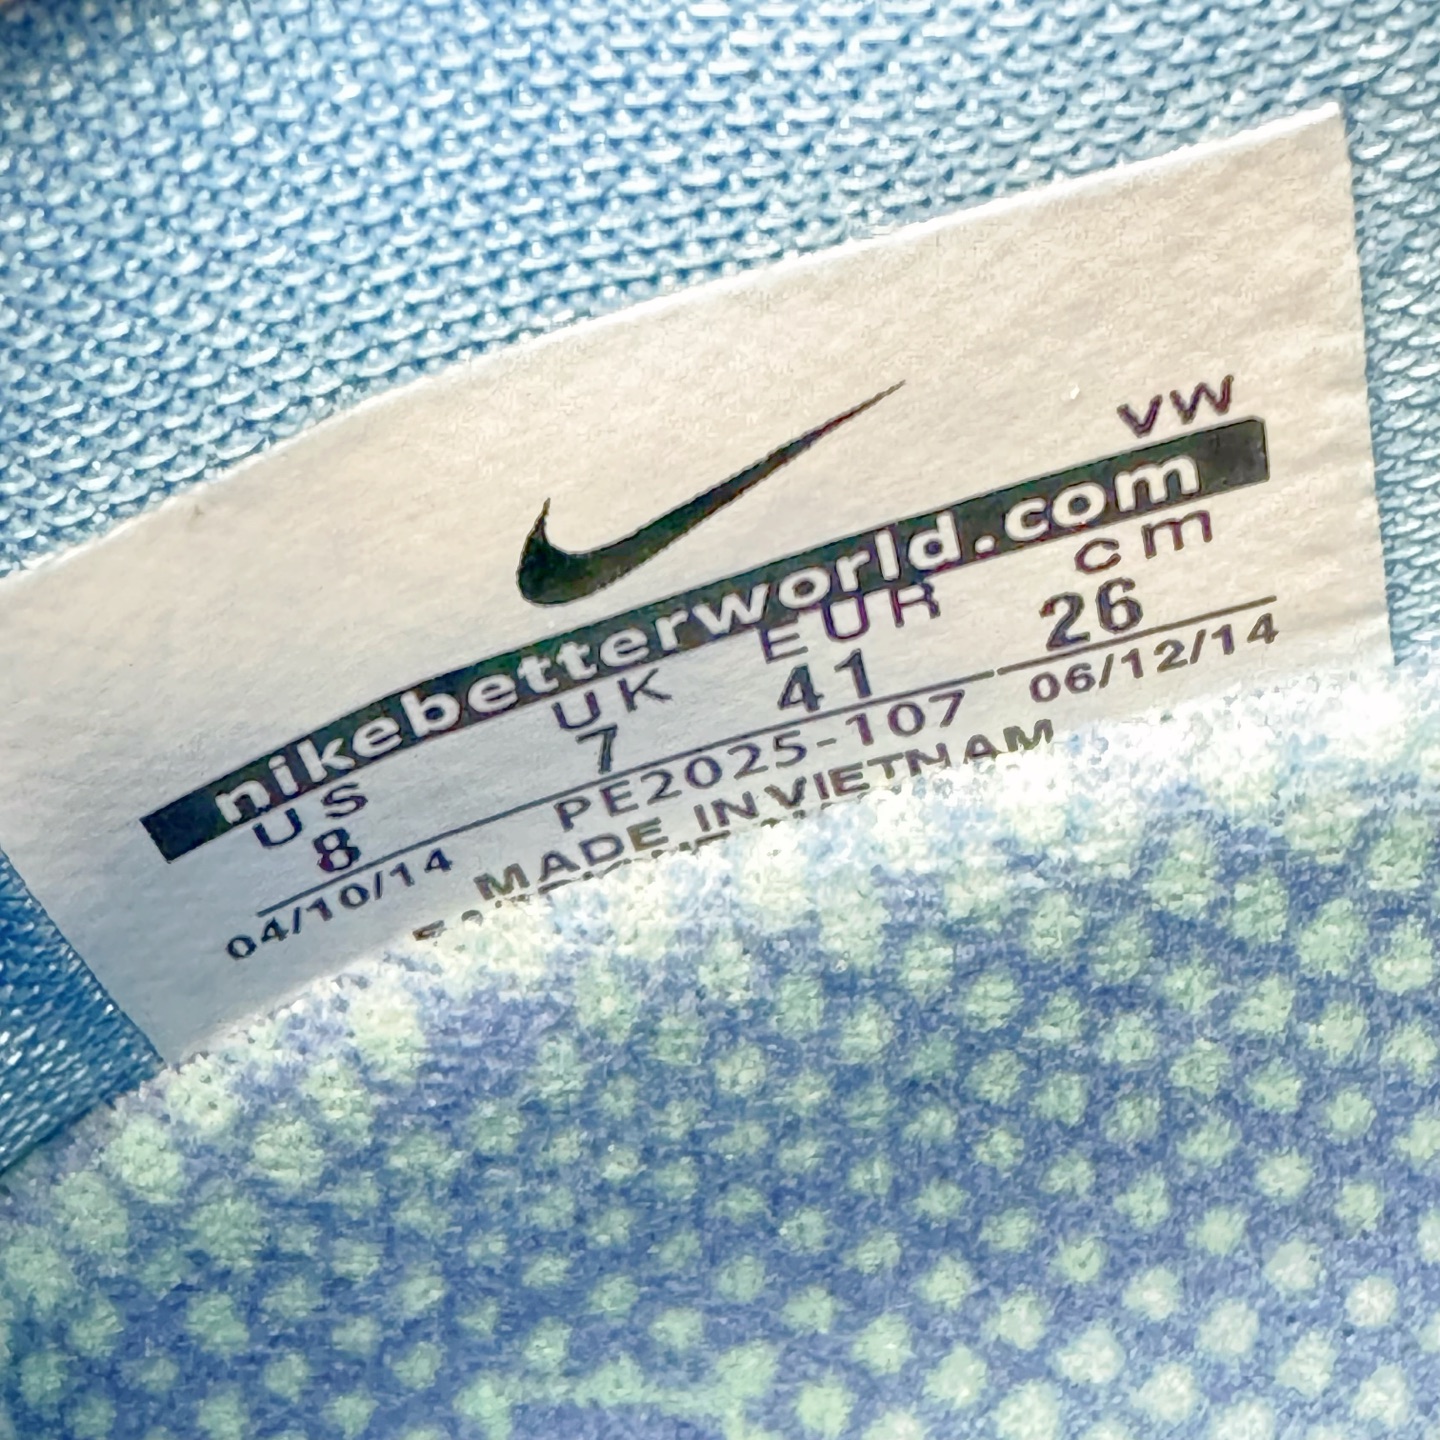 VW
nikebetterworld.com
US UK EUR cm
8 7 41 26
04/10/14 PE2025-107 06/12/14
MADE IN VIETNAM